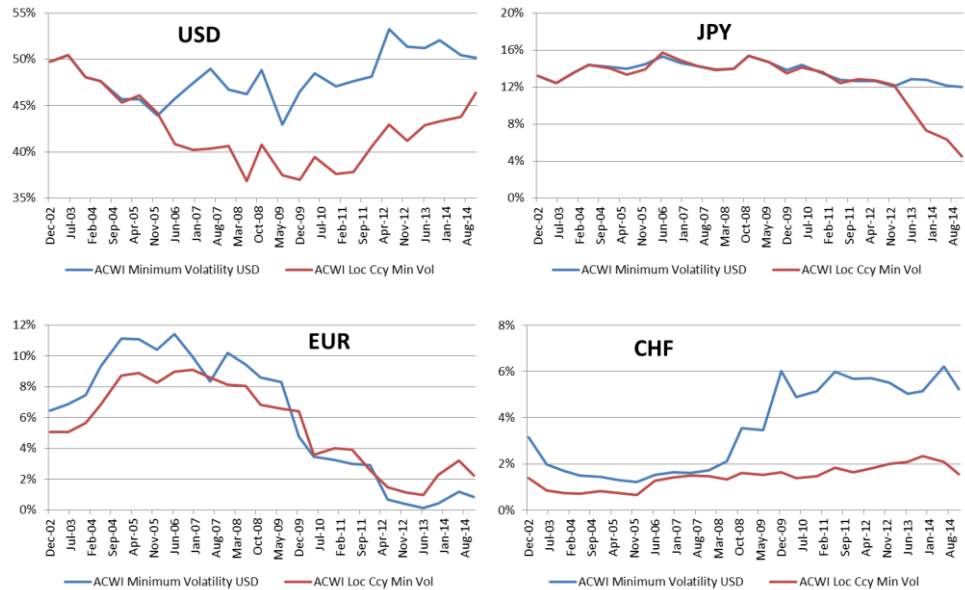 USD
55%
50%
45%
40%
35%
Dec-02
Jul-03
Feb-04
Sep-04
Apr-05
Nov-05
Jun-06
Jan-07
Aug-07
Mar-08
Oct-08
May-09
Dec-09
Jul-10
Feb-11
Sep-11
Apr-12
Nov-12
Jun-13
Jan-14
Aug-14
ACWI Minimum Volatility USD ACWI Loc Ccy Min Vol
JPY
20%
16%
12%
8%
4%
0%
Dec-02
Jul-03
Feb-04
Sep-04
Apr-05
Nov-05
Jun-06
Jan-07
Aug-07
Mar-08
Oct-08
May-09
Dec-09
Jul-10
Feb-11
Sep-11
Apr-12
Nov-12
Jun-13
Jan-14
Aug-14
ACWI Minimum Volatility USD ACWI Loc Ccy Min Vol
EUR
12%
10%
8%
6%
4%
2%
0%
Dec-02
Jul-03
Feb-04
Sep-04
Apr-05
Nov-05
Jun-06
Jan-07
Aug-07
Mar-08
Oct-08
May-09
Dec-09
Jul-10
Feb-11
Sep-11
Apr-12
Nov-12
Jun-13
Jan-14
Aug-14
ACWI Minimum Volatility USD ACWI Loc Ccy Min Vol
CHF
8%
6%
4%
2%
0%
Dec-02
Jul-03
Feb-04
Sep-04
Apr-05
Nov-05
Jun-06
Jan-07
Aug-07
Mar-08
Oct-08
May-09
Dec-09
Jul-10
Feb-11
Sep-11
Apr-12
Nov-12
Jun-13
Jan-14
Aug-14
ACWI Minimum Volatility USD ACWI Loc Ccy Min Vol